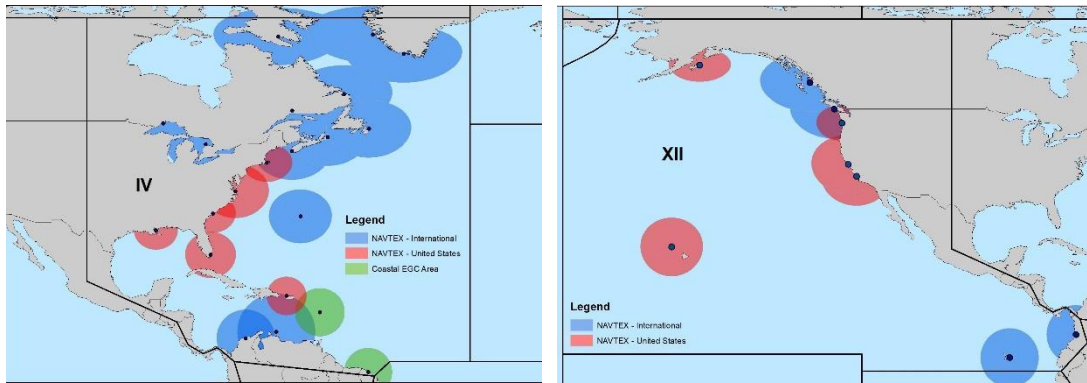 IV
Legend
NAVTEX - International
NAVTEX - United States
Coastal EGC Area
XII
Legend
NAVTEX - International
NAVTEX - United States